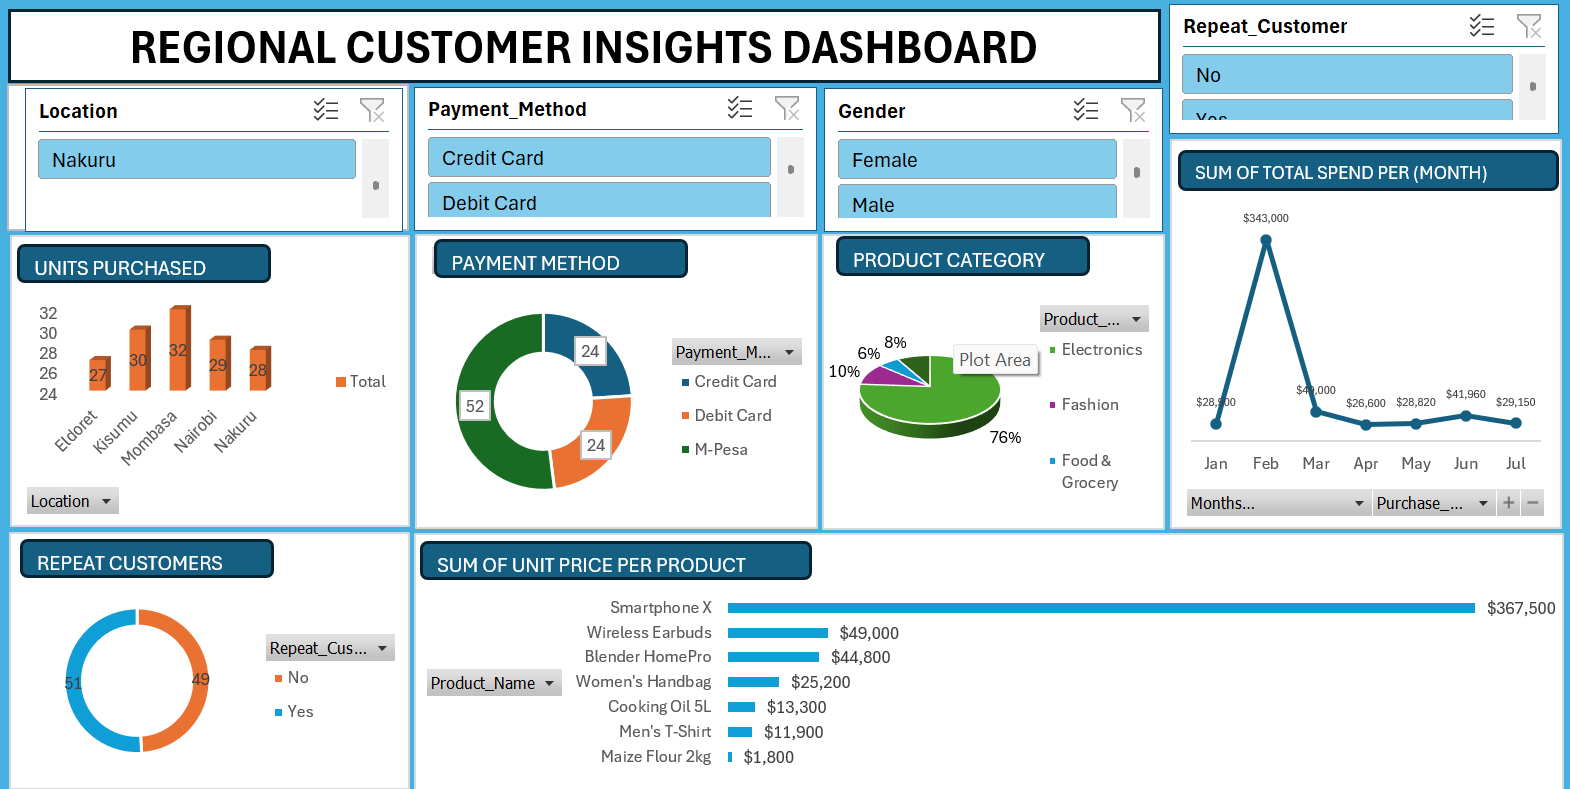 REGIONAL CUSTOMER INSIGHTS DASHBOARD
Repeat_Customer
No
Yes
Location
Nakuru
Payment_Method
Credit Card
Debit Card
Gender
Female
Male
SUM OF TOTAL SPEND PER (MONTH)
$343,000
$28,900
$49,000
$26,600
$28,820
$41,960
$29,150
Jan Feb Mar Apr May Jun Jul
Months...
Purchase_...
UNITS PURCHASED
32
30
28
26
24
27
30
32
29
28
Eldoret
Kisumu
Mombasa
Nairobi
Nakuru
Total
Location
PAYMENT METHOD
24
24
52
Payment_M...
Credit Card
Debit Card
M-Pesa
PRODUCT CATEGORY
8%
6%
10%
76%
Plot Area
Product_...
Electronics
Fashion
Food &
Grocery
REPEAT CUSTOMERS
51
49
Repeat_Cus...
No
Yes
SUM OF UNIT PRICE PER PRODUCT
Product_Name
Smartphone X $367,500
Wireless Earbuds $49,000
Blender HomePro $44,800
Women's Handbag $25,200
Cooking Oil 5L $13,300
Men's T-Shirt $11,900
Maize Flour 2kg $1,800